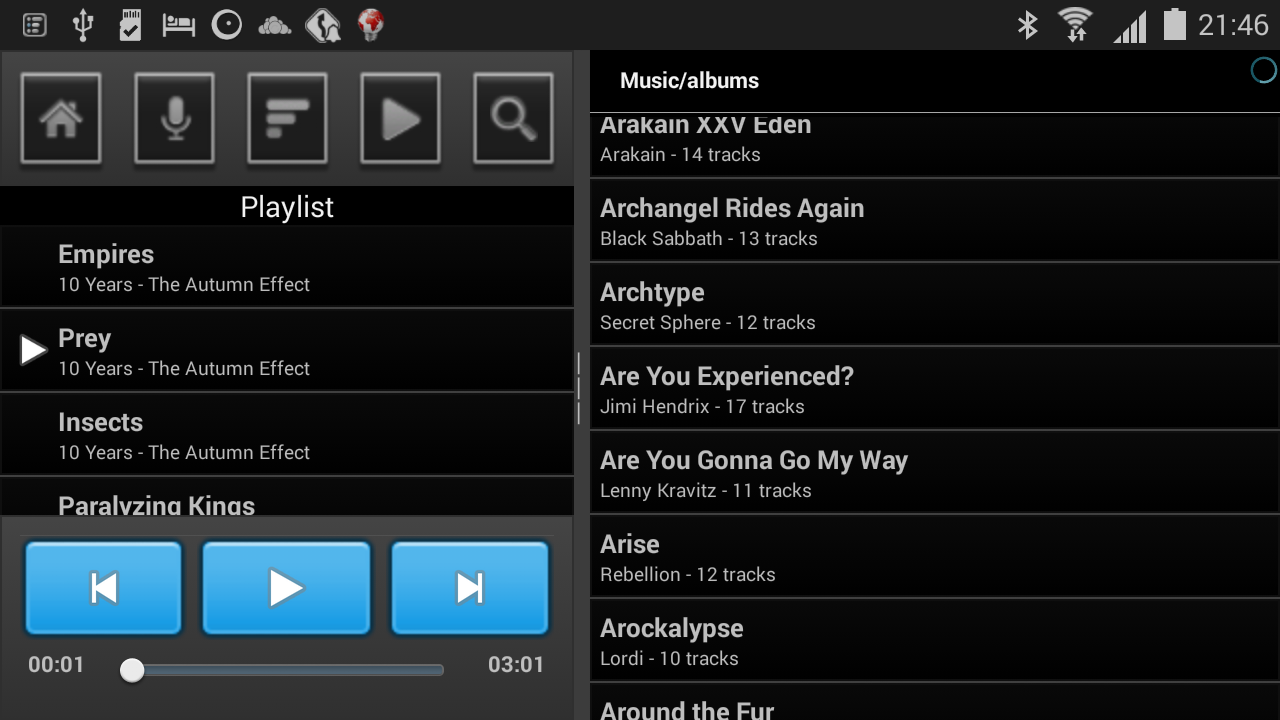 21:46
Playlist
Empires
10 Years - The Autumn Effect
Prey
10 Years - The Autumn Effect
Insects
10 Years - The Autumn Effect
Paralyzing Kings
00:01
03:01
Music/albums
Arakain XXV Eden
Arakain - 14 tracks
Archangel Rides Again
Black Sabbath - 13 tracks
Archtype
Secret Sphere - 12 tracks
Are You Experienced?
Jimi Hendrix - 17 tracks
Are You Gonna Go My Way
Lenny Kravitz - 11 tracks
Arise
Rebellion - 12 tracks
Arockalypse
Lordi - 10 tracks
Around the Fur